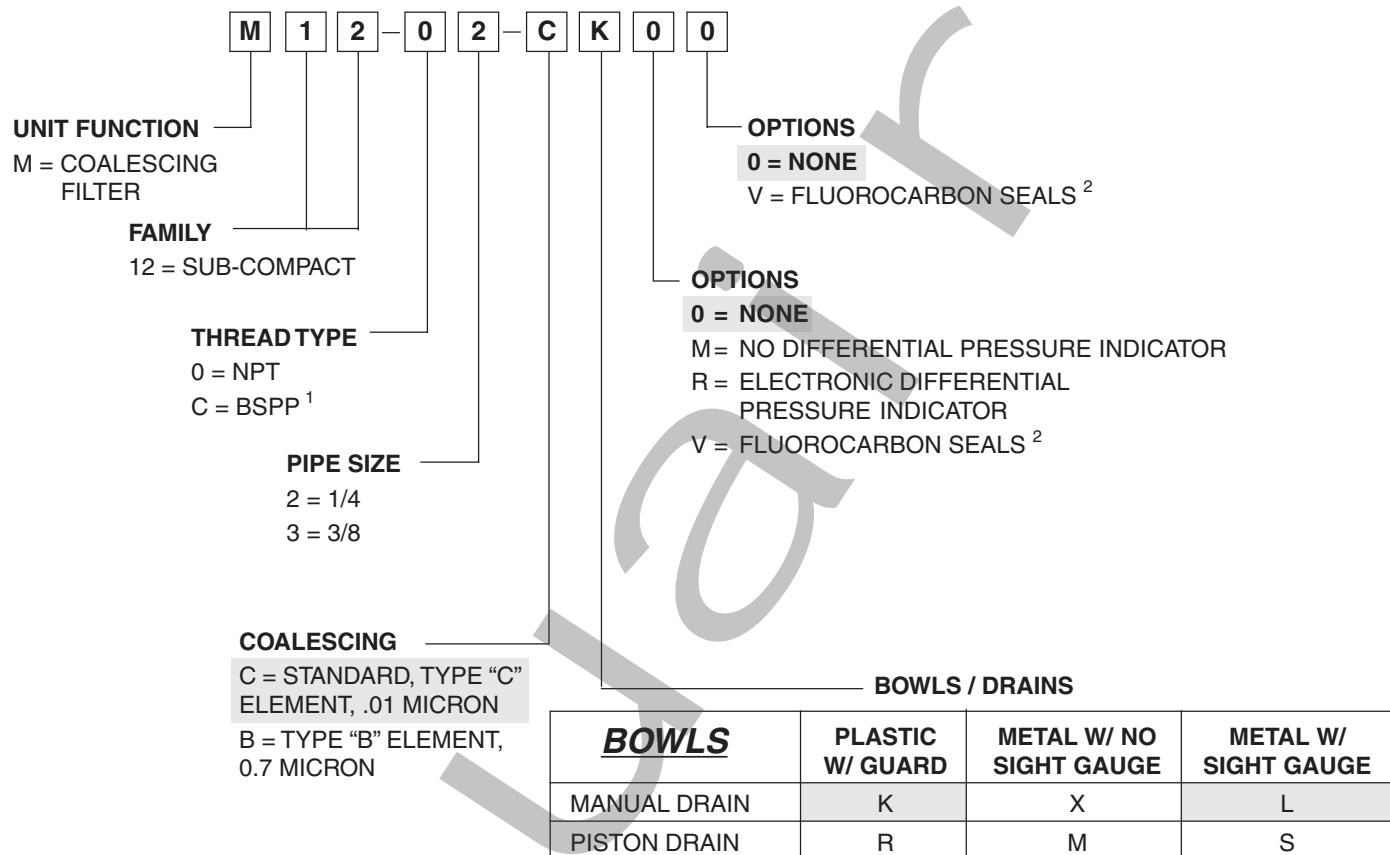 M 1 2 – 0 2 – C K 0 0
UNIT FUNCTION
M = COALESCING
FILTER
FAMILY
12 = SUB-COMPACT
THREAD TYPE
0 = NPT
C = BSPP 1
PIPE SIZE
2 = 1/4
3 = 3/8
COALESCING
C = STANDARD, TYPE “C”
ELEMENT, .01 MICRON
B = TYPE “B” ELEMENT,
0.7 MICRON
OPTIONS
0 = NONE
V = FLUOROCARBON SEALS 2
OPTIONS
0 = NONE
M = NO DIFFERENTIAL PRESSURE INDICATOR
R = ELECTRONIC DIFFERENTIAL
PRESSURE INDICATOR
V = FLUOROCARBON SEALS 2
BOWLS / DRAINS
BOWLS PLASTIC W/ GUARD METAL W/ NO SIGHT GAUGE METAL W/ SIGHT GAUGE
MANUAL DRAIN K X L
PISTON DRAIN R M S
uair